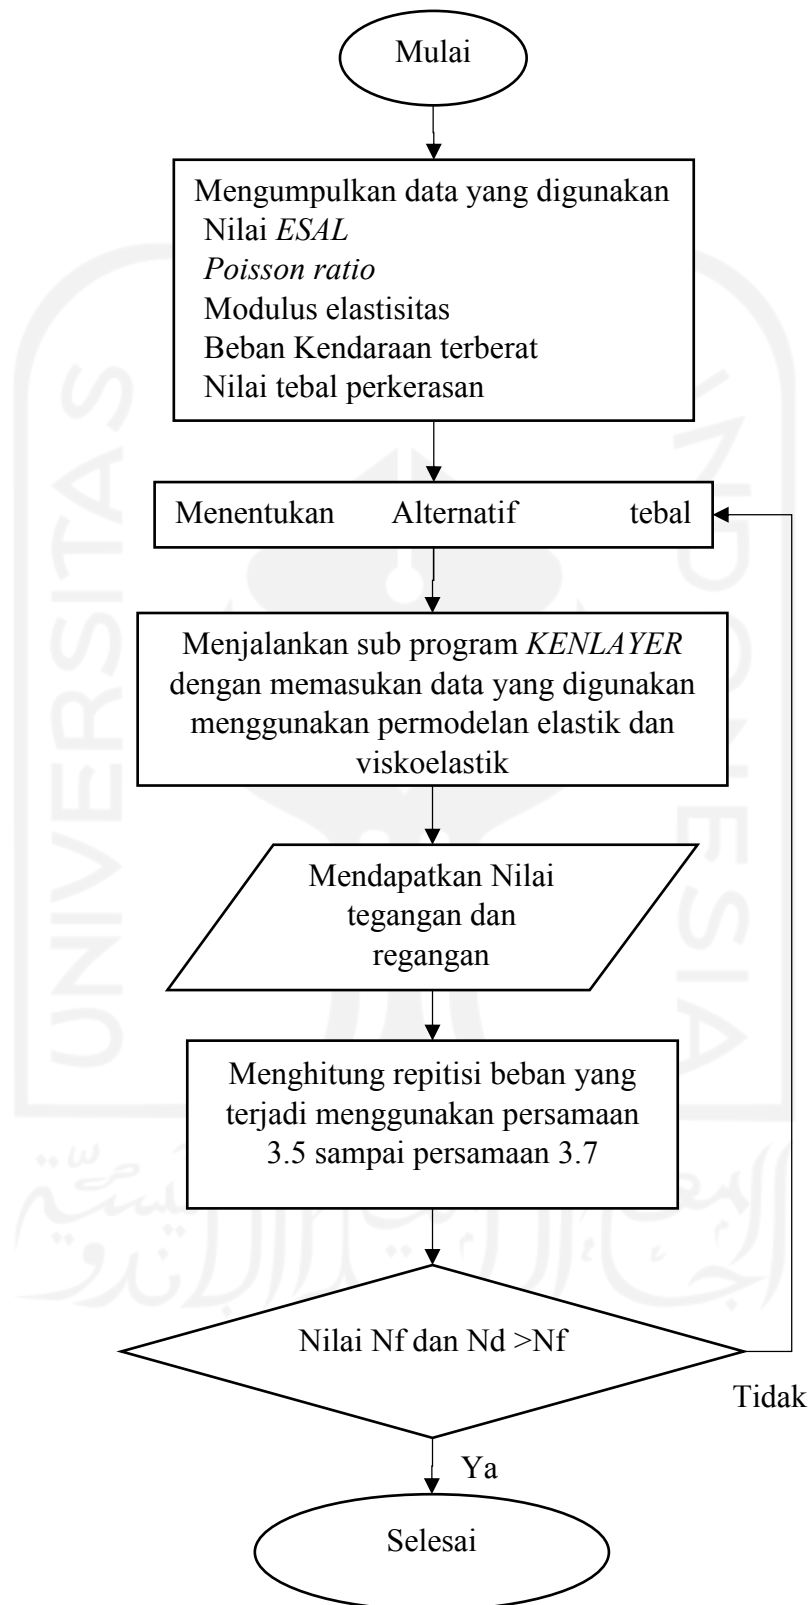 Mulai
Mengumpulkan data yang digunakan
Nilai ESAL
Poisson ratio
Modulus elastisitas
Beban Kendaraan terberat
Nilai tebal perkerasan
Menentukan Alternatif tebal
Menjalankan sub program KENLAYER
dengan memasukan data yang digunakan
menggunakan permodelan elastik dan
viskoelastik
Mendapatkan Nilai
tegangan dan
regangan
Menghitung repitisi beban yang
terjadi menggunakan persamaan
3.5 sampai persamaan 3.7
Nilai Nf dan Nd >Nf
Tidak
Ya
Selesai
UNIVERSITAS
INDONESIA